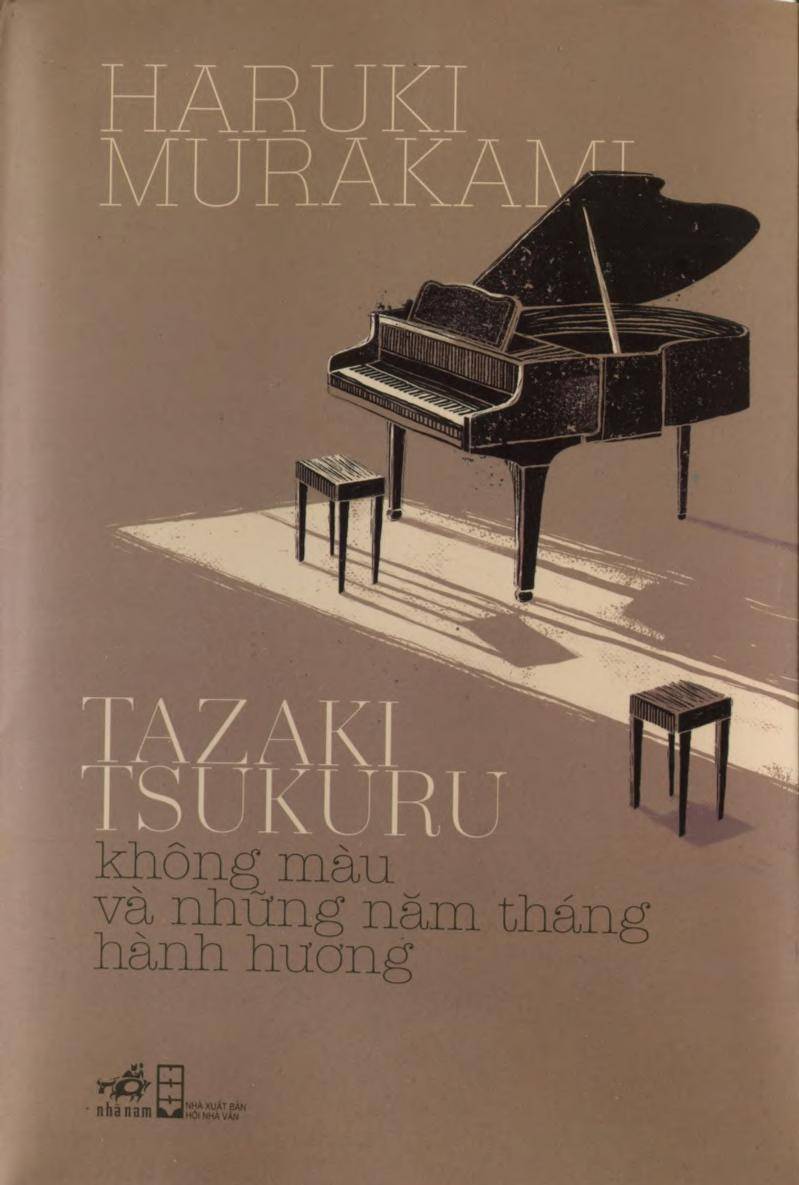 HARUKI
MURAKAMI
TAZAKI
TSUKURU
không màu
và những năm tháng
hành hương
nhã nam
NHÀ XUẤT BẢN
HỘI NHÀ VĂN